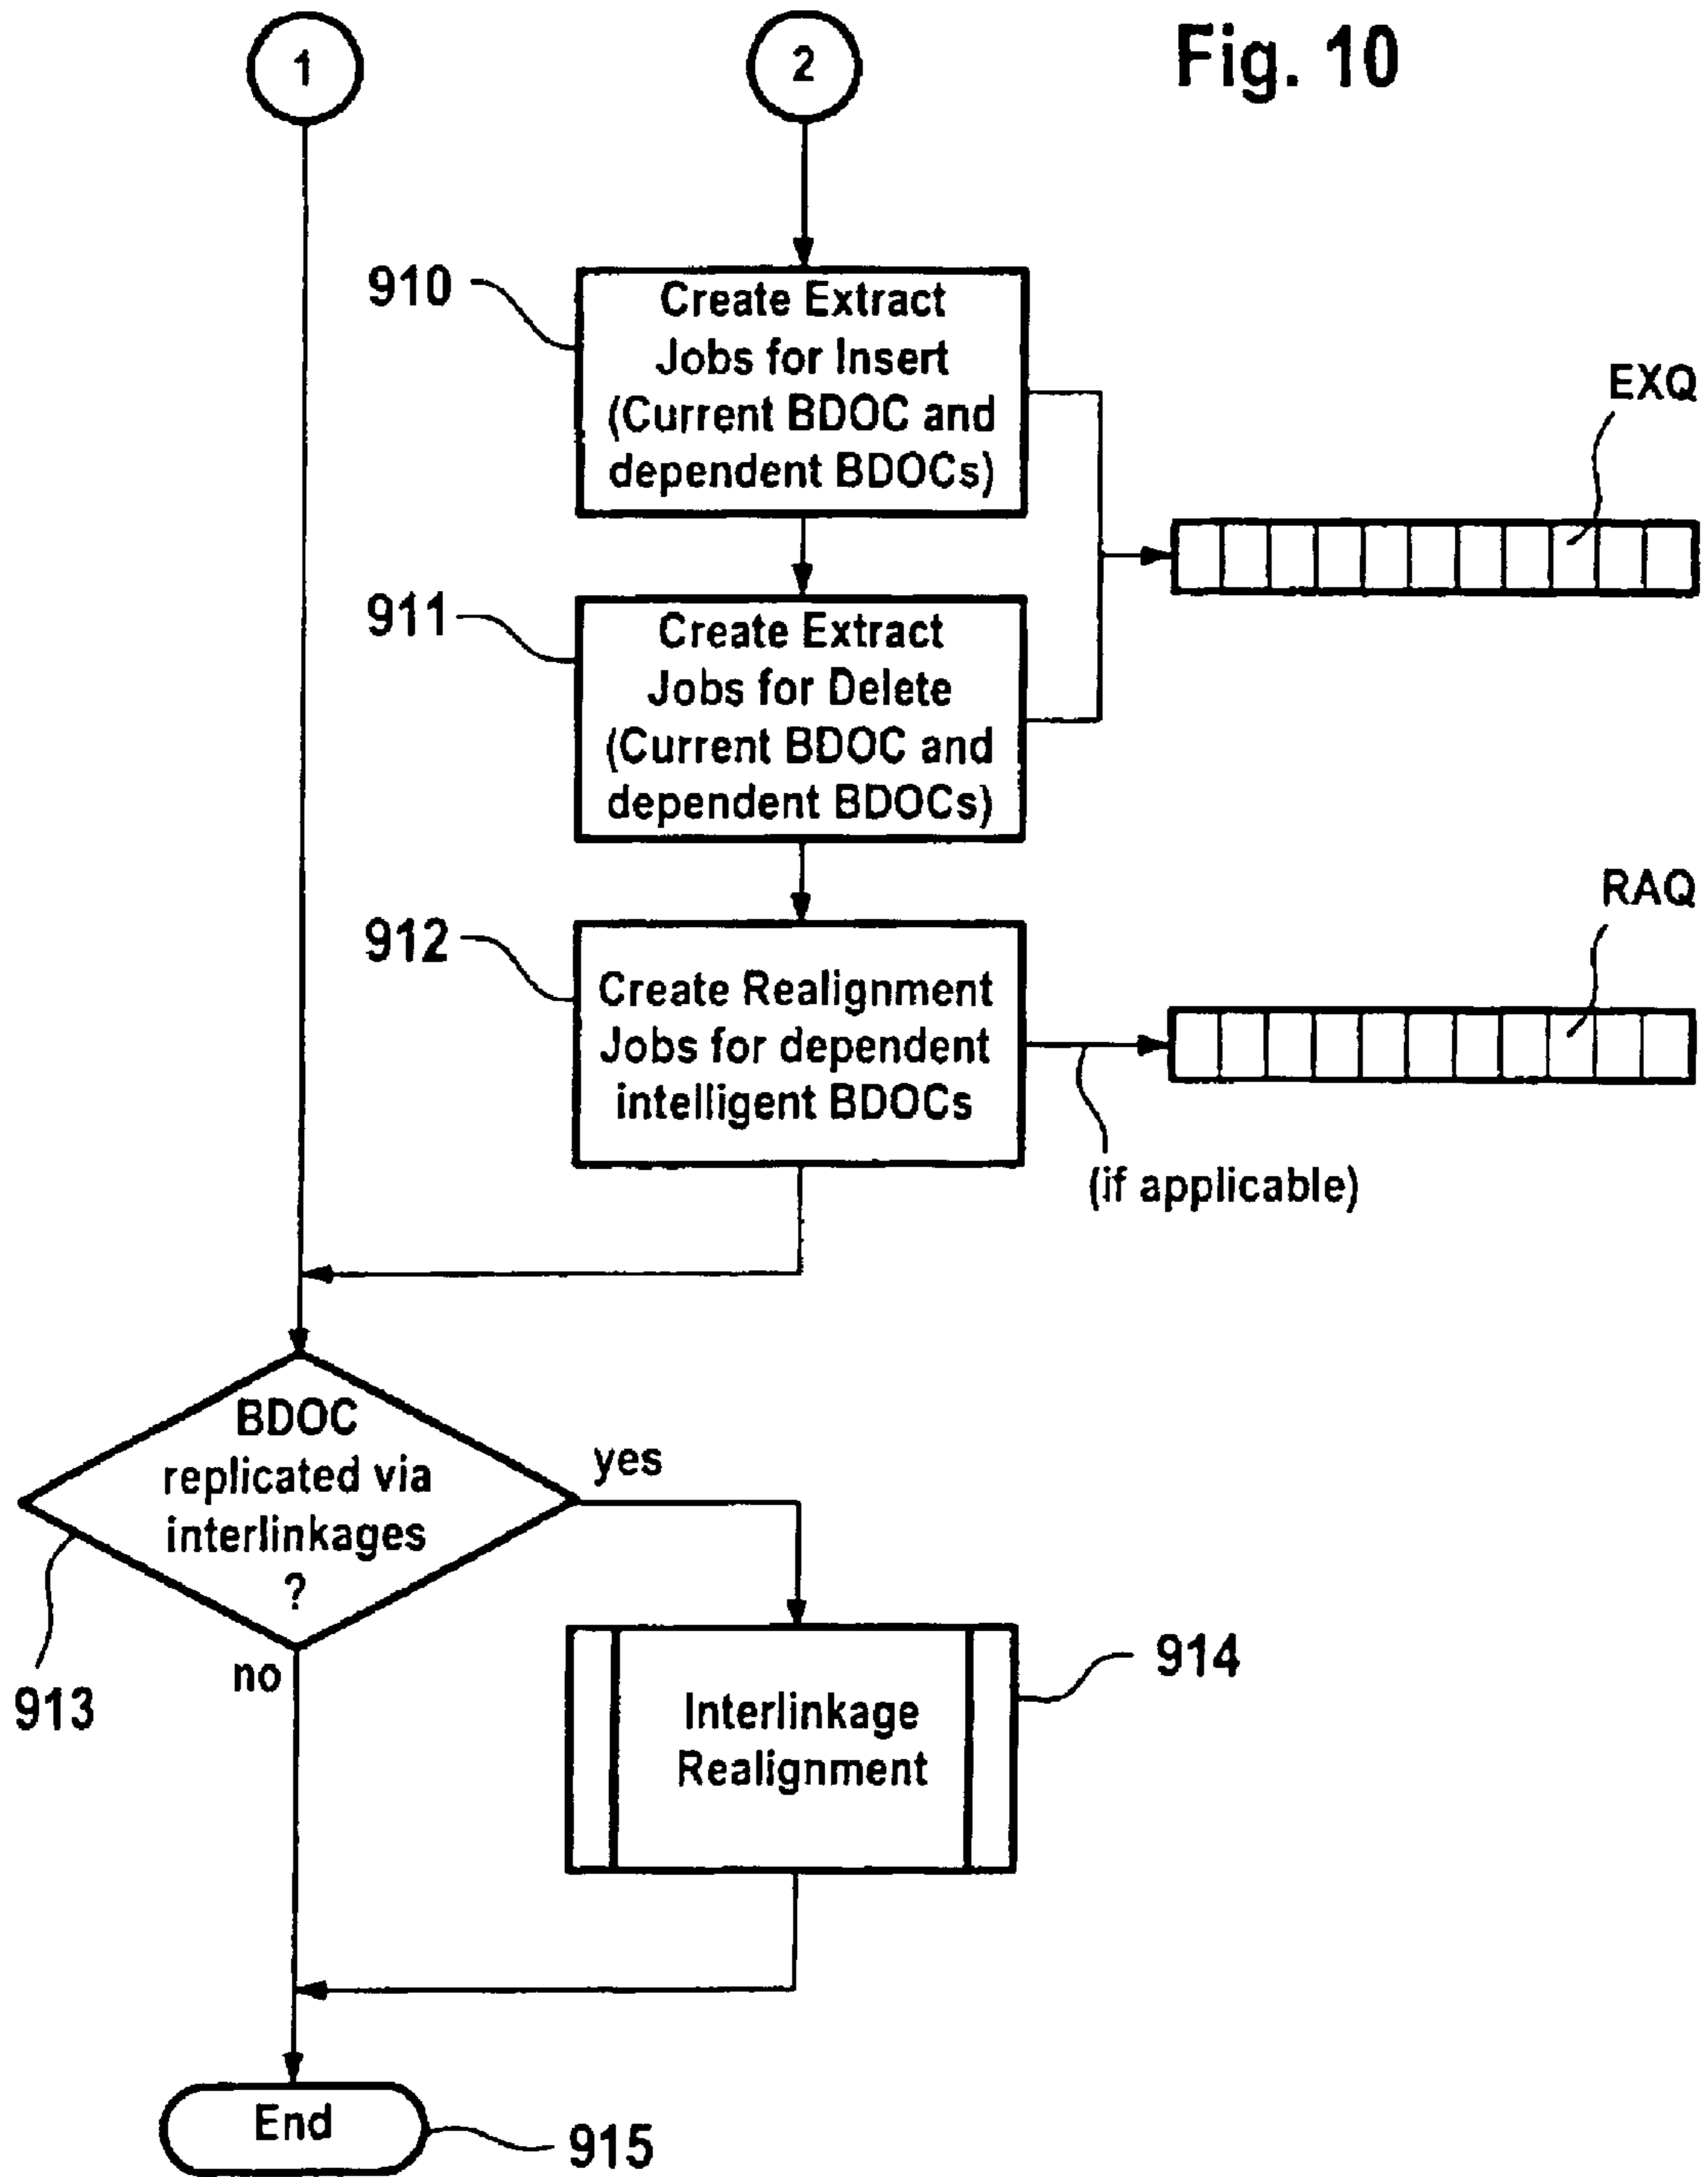 1
2
Fig. 10
910
Create Extract
Jobs for Insert
(Current BDOC and
dependent BDOCs)
EXQ
911
Create Extract
Jobs for Delete
(Current BDOC and
dependent BDOCs)
RAQ
912
Create Realignment
Jobs for dependent
intelligent BDOCs
(if applicable)
BDOC
replicated via
interlinkages
?
yes
no
913
914
Interlinkage
Realignment
End
915